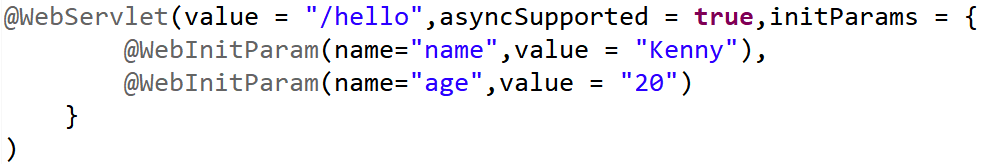 @WebServlet(value = "/hello",asyncSupported = true,initParams = {
        @WebInitParam(name="name",value = "Kenny"),
        @WebInitParam(name="age",value = "20")
    }
)